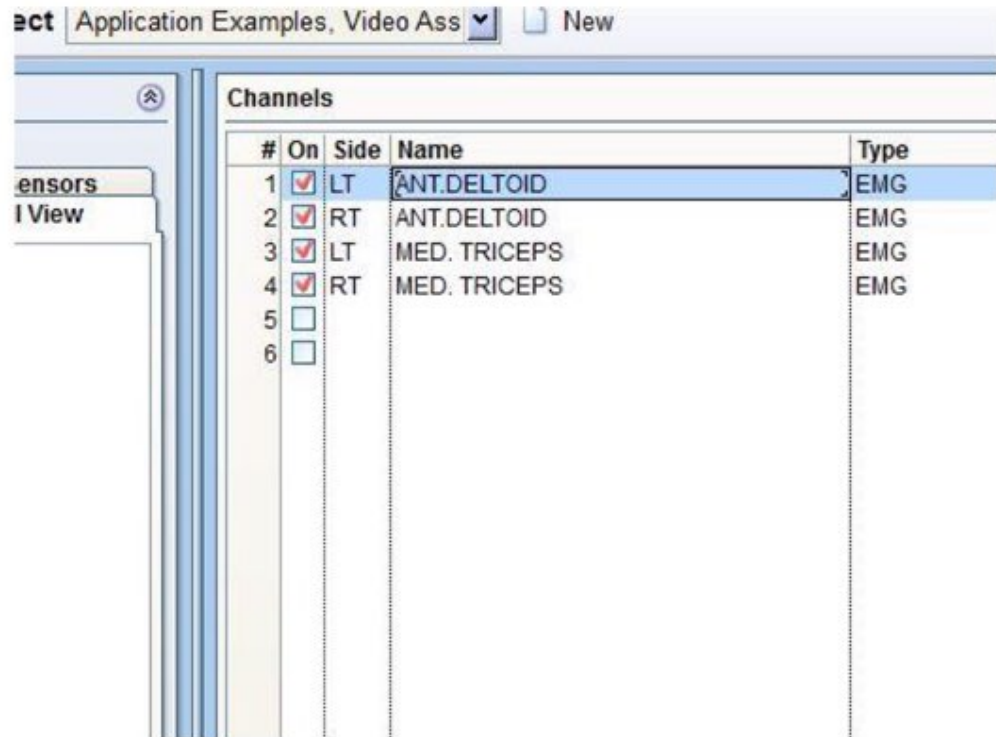 ect Application Examples, Video Ass New
Channels
# On Side Name Type
ensors
l View
1 LT ANT.DELTOID EMG
2 RT ANT.DELTOID EMG
3 LT MED. TRICEPS EMG
4 RT MED. TRICEPS EMG
5
6